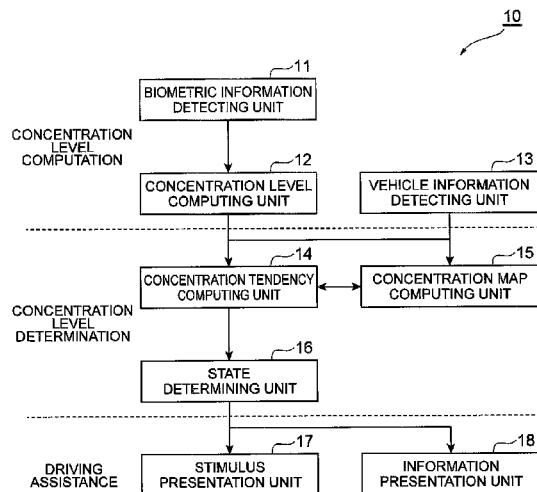 10
11
BIOMETRIC INFORMATION
DETECTING UNIT
CONCENTRATION
LEVEL
COMPUTATION
12
CONCENTRATION LEVEL
COMPUTING UNIT
13
VEHICLE INFORMATION
DETECTING UNIT
14
CONCENTRATION TENDENCY
COMPUTING UNIT
15
CONCENTRATION MAP
COMPUTING UNIT
CONCENTRATION
LEVEL
DETERMINATION
16
STATE
DETERMINING UNIT
DRIVING
ASSISTANCE
17
STIMULUS
PRESENTATION UNIT
18
INFORMATION
PRESENTATION UNIT